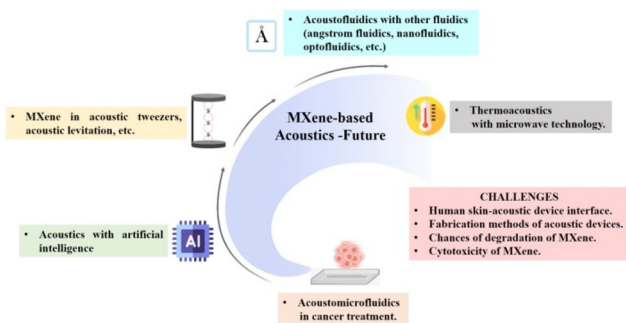 Å
• Acoustofluidics with other fluidics
(angstrom fluidics, nanofluidics,
optofluidics, etc.)
• MXene in acoustic tweezers,
acoustic levitation, etc.
MXene-based
Acoustics -Future
• Thermoacoustics
with microwave technology.
• Acoustics with artificial
intelligence
AI
CHALLENGES
• Human skin-acoustic device interface.
• Fabrication methods of acoustic devices.
• Chances of degradation of MXene.
• Cytotoxicity of MXene.
• Acoustomicrofluidics
in cancer treatment.